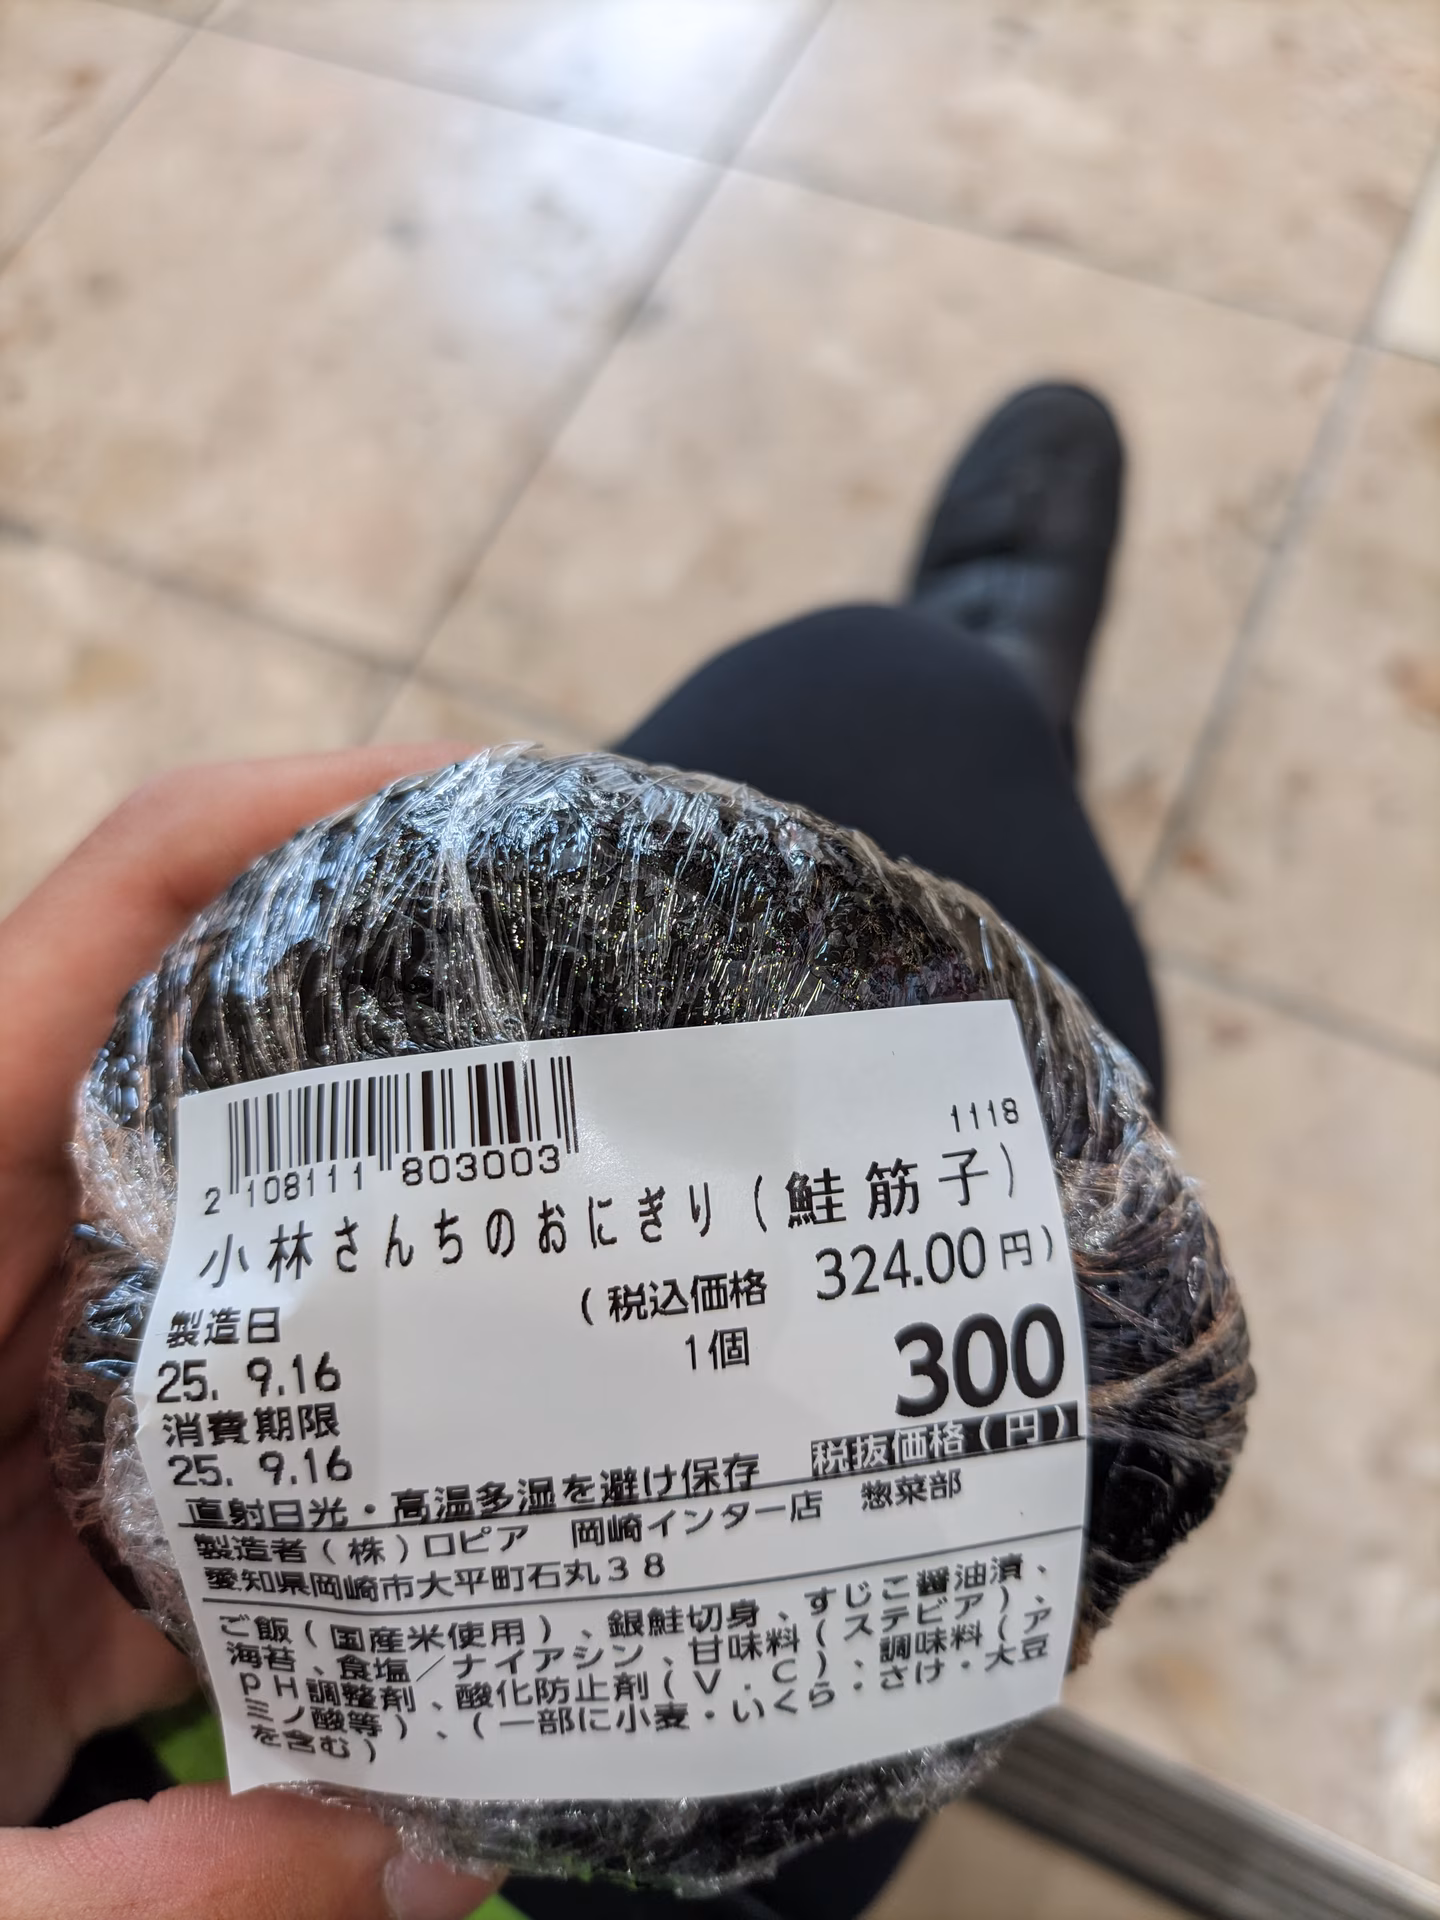 1118
2 108111 803003
小林さんちのおにぎり(鮭筋子)
(税込価格 324.00円)
製造日
25. 9.16
1個 300
税抜価格(円)
消費期限
25. 9.16
直射日光・高温多湿を避け保存
製造者(株)ロピア 岡崎インター店 惣菜部
愛知県岡崎市大平町石丸38
ご飯(国産米使用)、銀鮭切身、すじこ醤油漬、
海苔、食塩/ナイアシン、甘味料(ステビア)、
pH調整剤、酸化防止剤(V.C)、調味料(ア
ミノ酸等)、(一部に小麦・いくら・さけ・大豆
を含む)